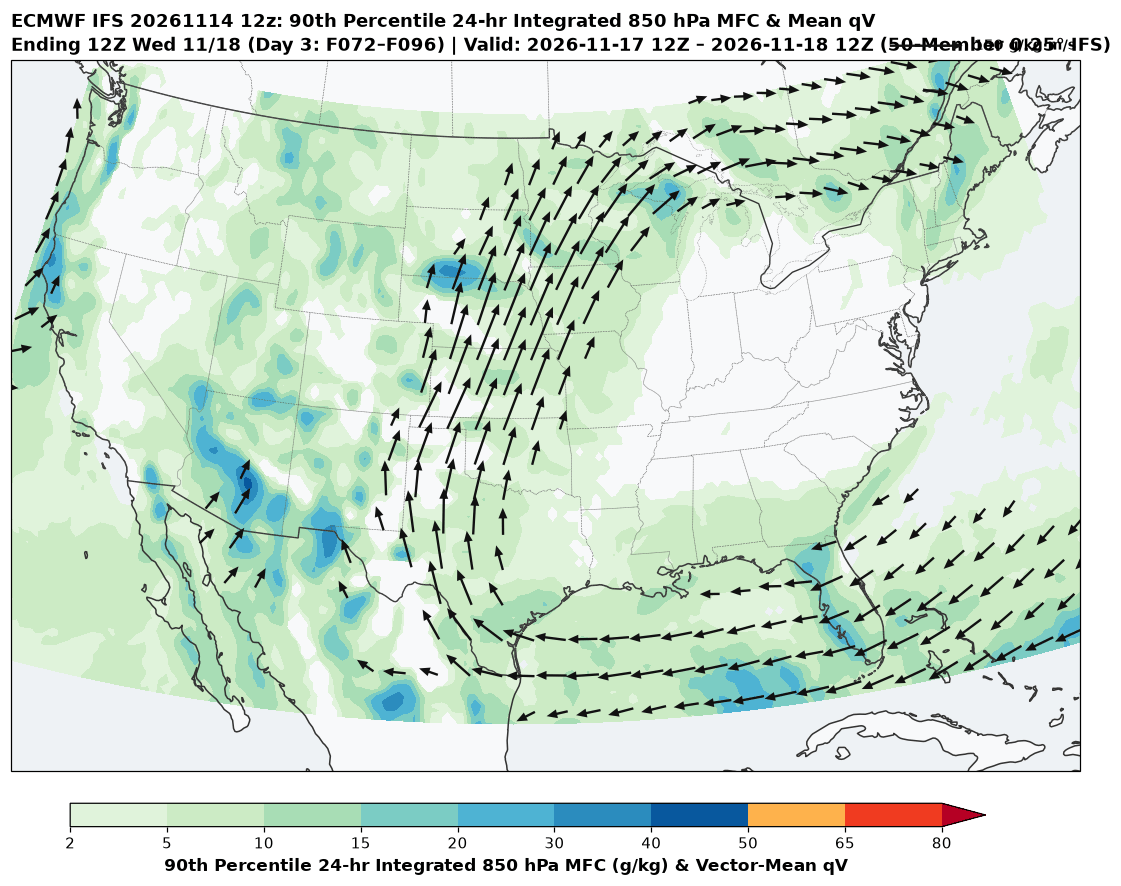 ECMWF IFS 20261114 12z: 90th Percentile 24-hr Integrated 850 hPa MFC & Mean qV
Ending 12Z Wed 11/18 (Day 3: F072–F096) | Valid: 2026-11-17 12Z – 2026-11-18 12Z (50-Member 0.25° IFS)
2 5 10 15 20 30 40 50 65 80
90th Percentile 24-hr Integrated 850 hPa MFC (g/kg) & Vector-Mean qV